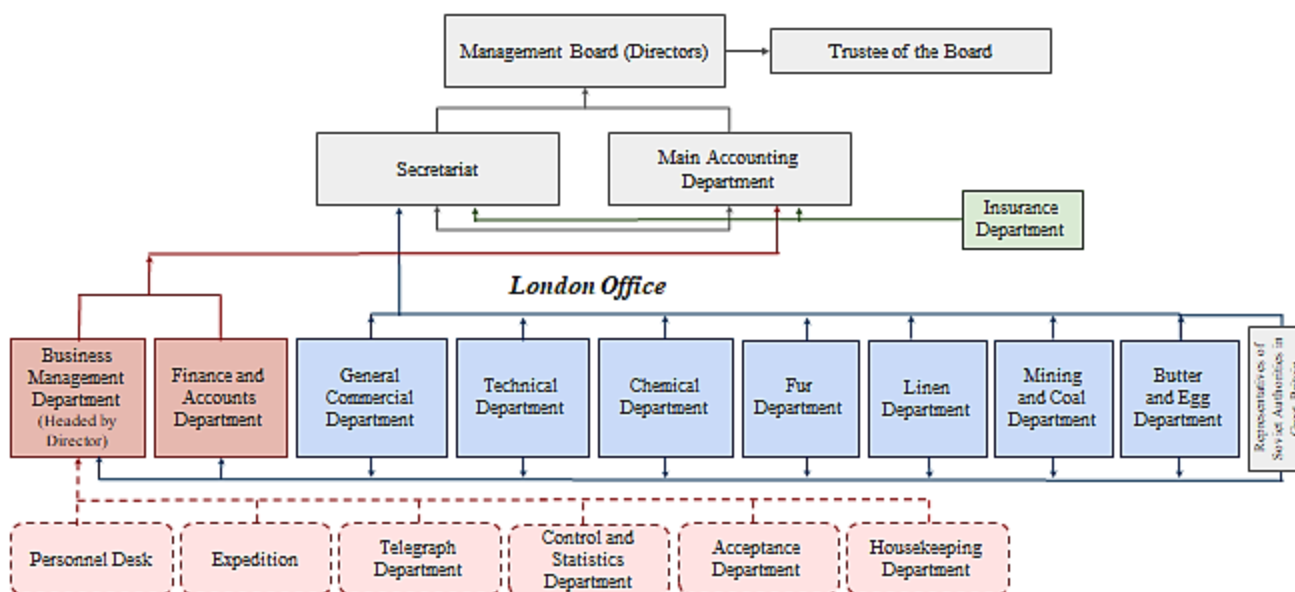 Management Board (Directors)
Trustee of the Board
Secretariat
Main Accounting
Department
Insurance
Department
London Office
Business
Management
Department
(Headed by
Director)
Finance and
Accounts
Department
General
Commercial
Department
Technical
Department
Chemical
Department
Fur
Department
Linen
Department
Mining
and Coal
Department
Butter
and Egg
Department
Representatives of
Soviet Authorities in
Personnel Desk
Expedition
Telegraph
Department
Control and
Statistics
Department
Acceptance
Department
Housekeeping
Department